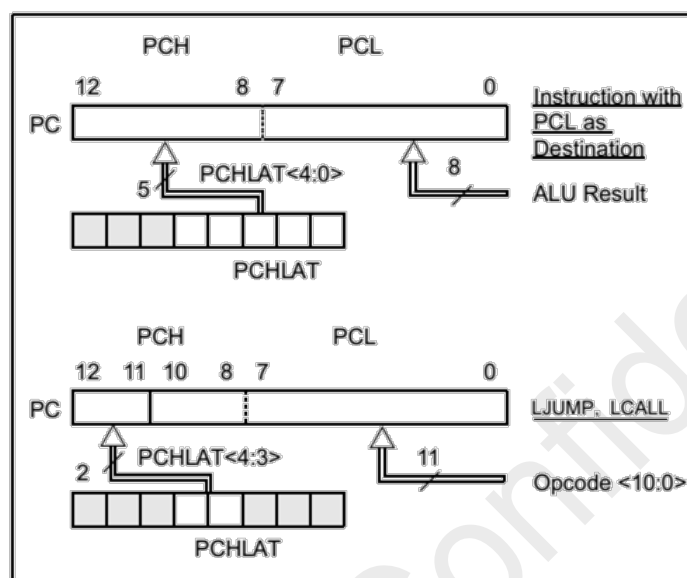 PCH PCL
12 8 7 0
PC
Instruction with
PCL as
Destination
5 PCHLAT<4:0> 8
ALU Result
PCHLAT
PCH PCL
12 11 10 8 7 0
PC LJUMP, LCALL
2 PCHLAT<4:3> 11
Opcode <10:0>
PCHLAT